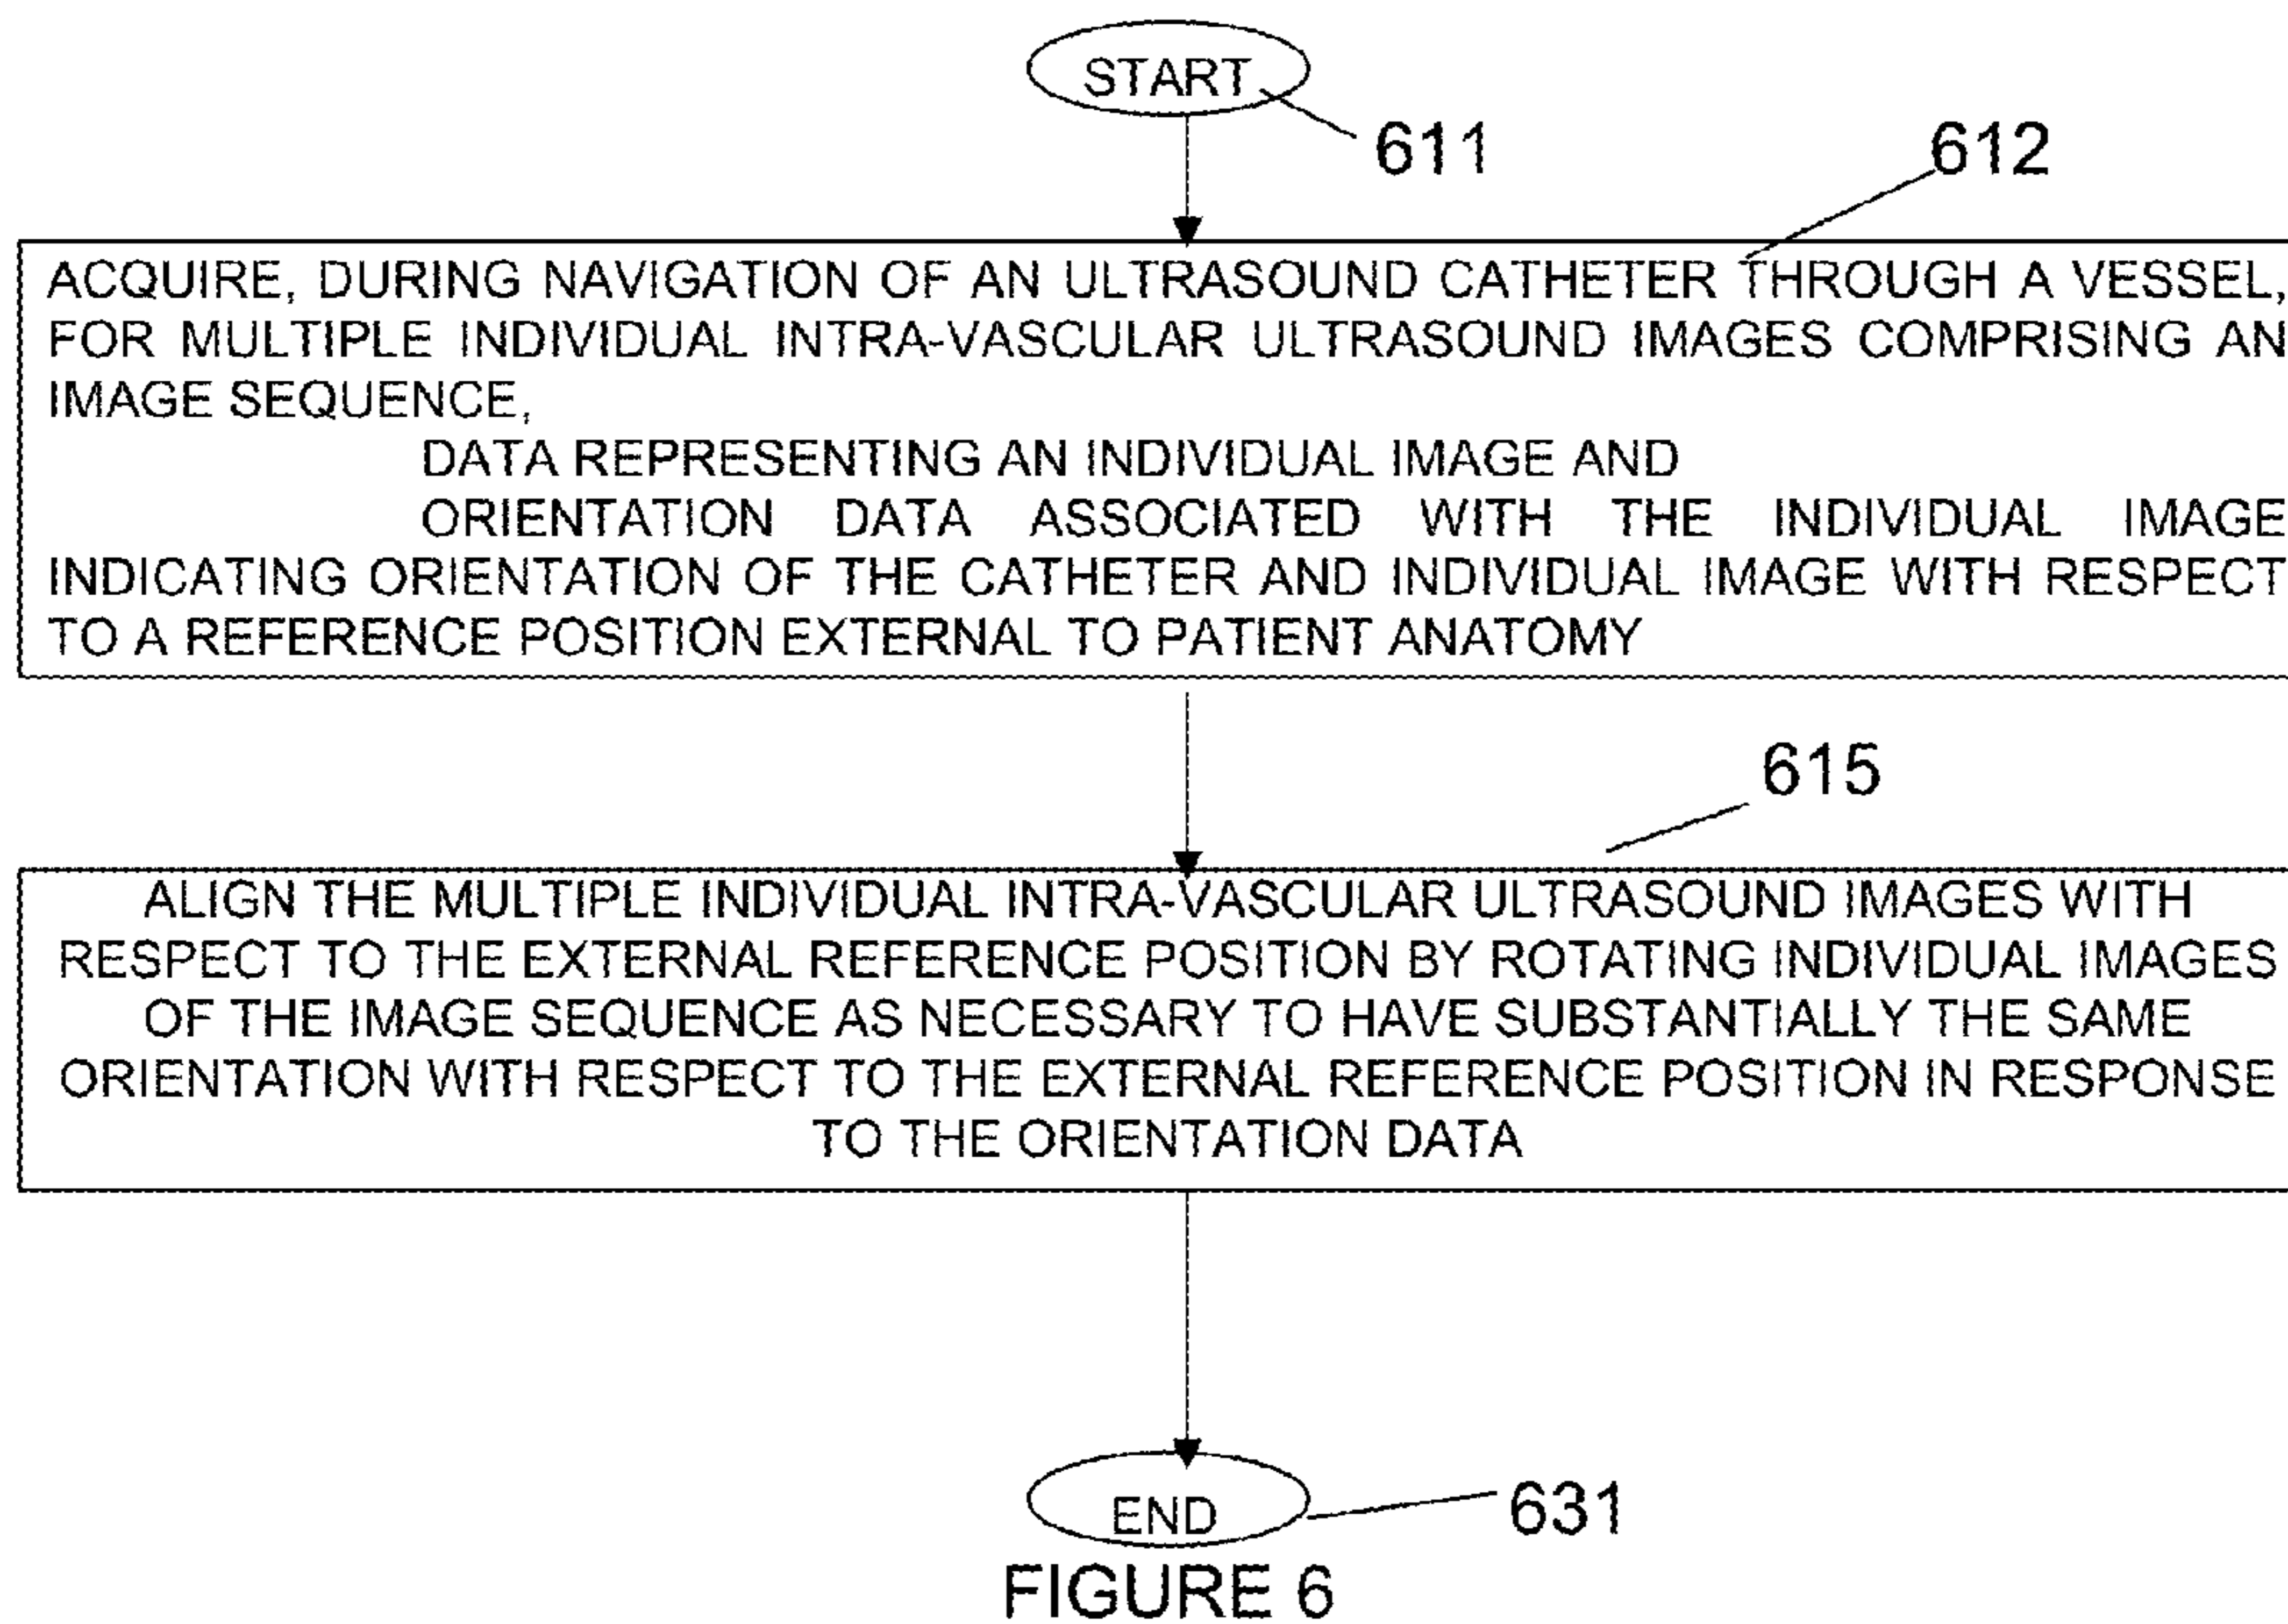 START
611
612
ACQUIRE, DURING NAVIGATION OF AN ULTRASOUND CATHETER THROUGH A VESSEL,
FOR MULTIPLE INDIVIDUAL INTRA-VASCULAR ULTRASOUND IMAGES COMPRISING AN
IMAGE SEQUENCE,
DATA REPRESENTING AN INDIVIDUAL IMAGE AND
ORIENTATION DATA ASSOCIATED WITH THE INDIVIDUAL IMAGE
INDICATING ORIENTATION OF THE CATHETER AND INDIVIDUAL IMAGE WITH RESPECT
TO A REFERENCE POSITION EXTERNAL TO PATIENT ANATOMY
615
ALIGN THE MULTIPLE INDIVIDUAL INTRA-VASCULAR ULTRASOUND IMAGES WITH
RESPECT TO THE EXTERNAL REFERENCE POSITION BY ROTATING INDIVIDUAL IMAGES
OF THE IMAGE SEQUENCE AS NECESSARY TO HAVE SUBSTANTIALLY THE SAME
ORIENTATION WITH RESPECT TO THE EXTERNAL REFERENCE POSITION IN RESPONSE
TO THE ORIENTATION DATA
END
631
FIGURE 6